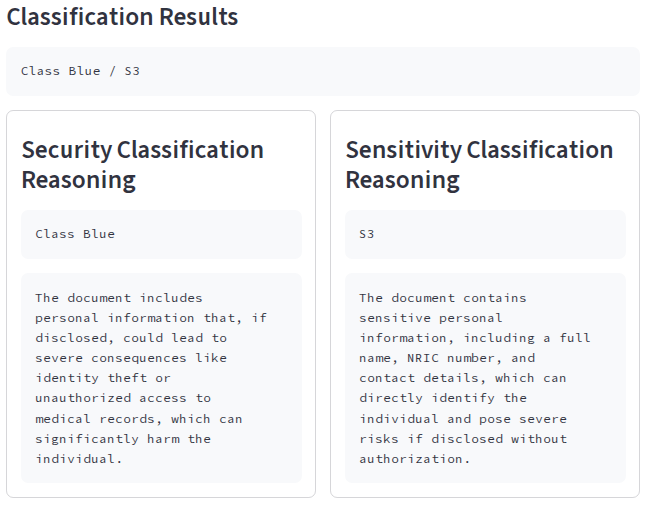 Classification Results
Class Blue / S3
Security Classification
Reasoning
Class Blue
The document includes
personal information that, if
disclosed, could lead to
severe consequences like
identity theft or
unauthorized access to
medical records, which can
significantly harm the
individual.
Sensitivity Classification
Reasoning
S3
The document contains
sensitive personal
information, including a full
name, NRIC number, and
contact details, which can
directly identify the
individual and pose severe
risks if disclosed without
authorization.